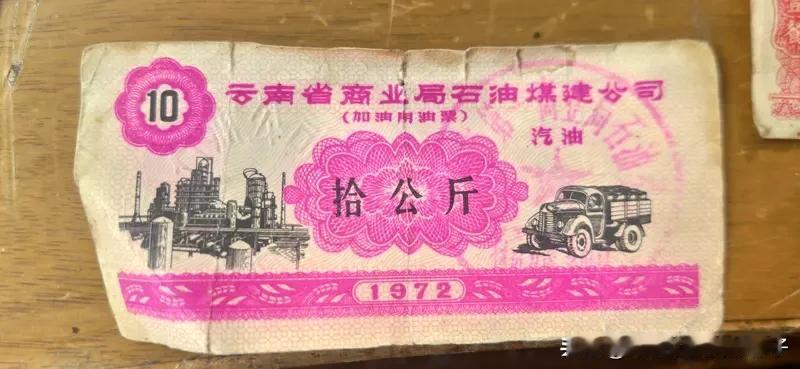 10
云南省商业局石油煤建公司
(加油用油票)
汽油
拾公斤
1972